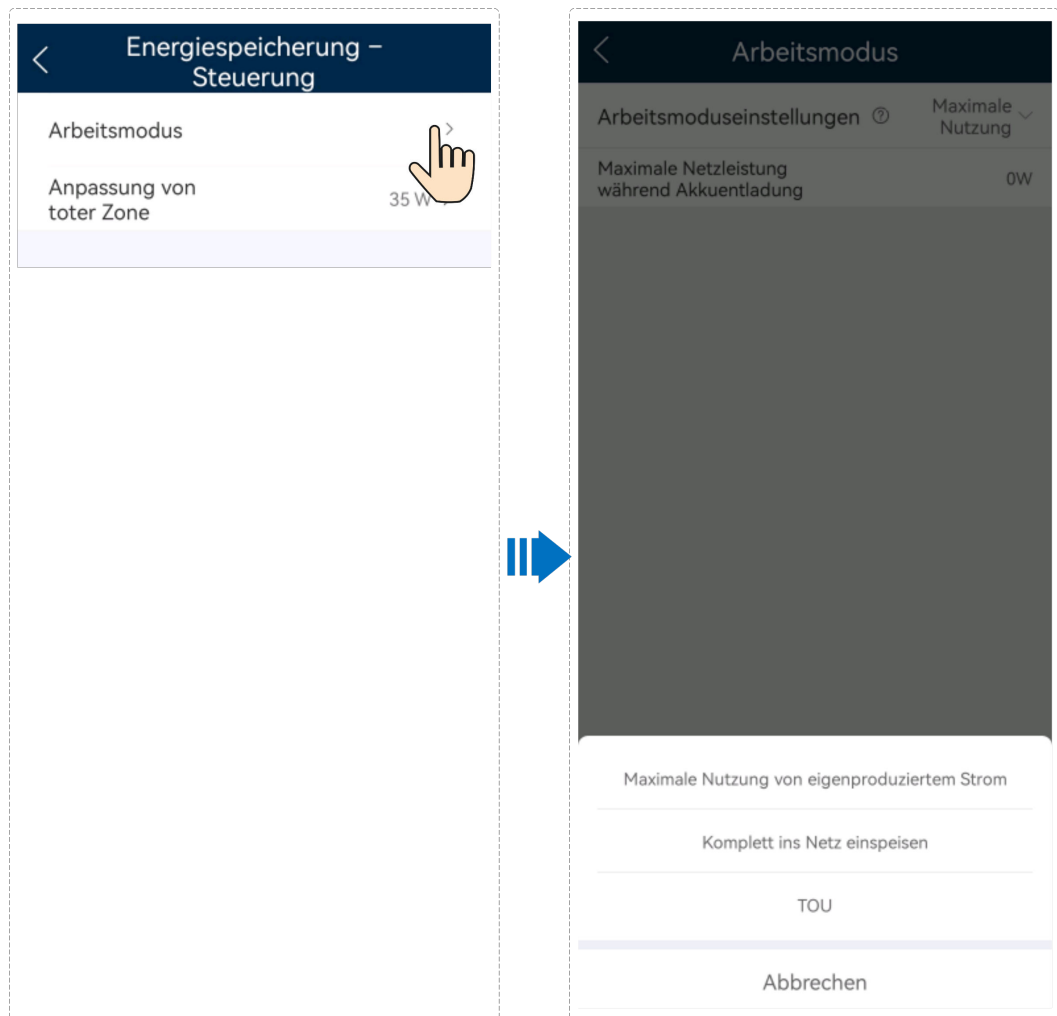 Energiespeicherung –
Steuerung
Arbeitsmodus
Anpassung von
toter Zone
35 W
Arbeitsmodus
Arbeitsmoduseinstellungen
Maximale
Nutzung
Maximale Netzleistung
während Akkuentladung
0W
Maximale Nutzung von eigenproduziertem Strom
Komplett ins Netz einspeisen
TOU
Abbrechen